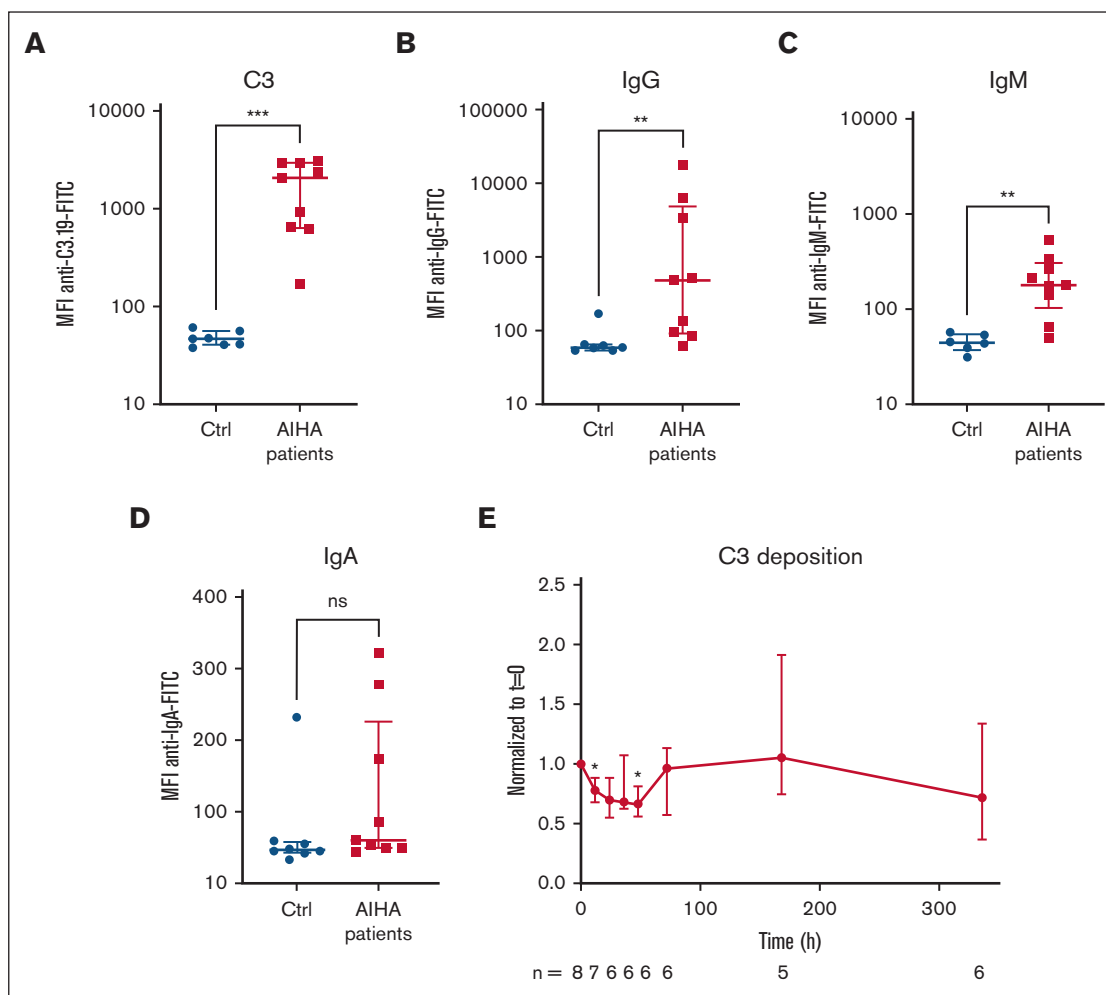 A
C3
MFI anti-C3.19-FITC
10000
1000
100
10
***
Ctrl
AIHA
patients
B
IgG
MFI anti-IgG-FITC
100000
10000
1000
100
10
**
Ctrl
AIHA
patients
C
IgM
MFI anti-IgM-FITC
10000
1000
100
10
**
Ctrl
AIHA
patients
D
IgA
MFI anti-IgA-FITC
400
300
200
100
10
ns
Ctrl
AIHA
patients
E
C3 deposition
Normalized to t=0
2.5
2.0
1.5
1.0
0.5
0.0
*
*
0 100 200 300
Time (h)
n = 8 7 6 6 6 6 5 6